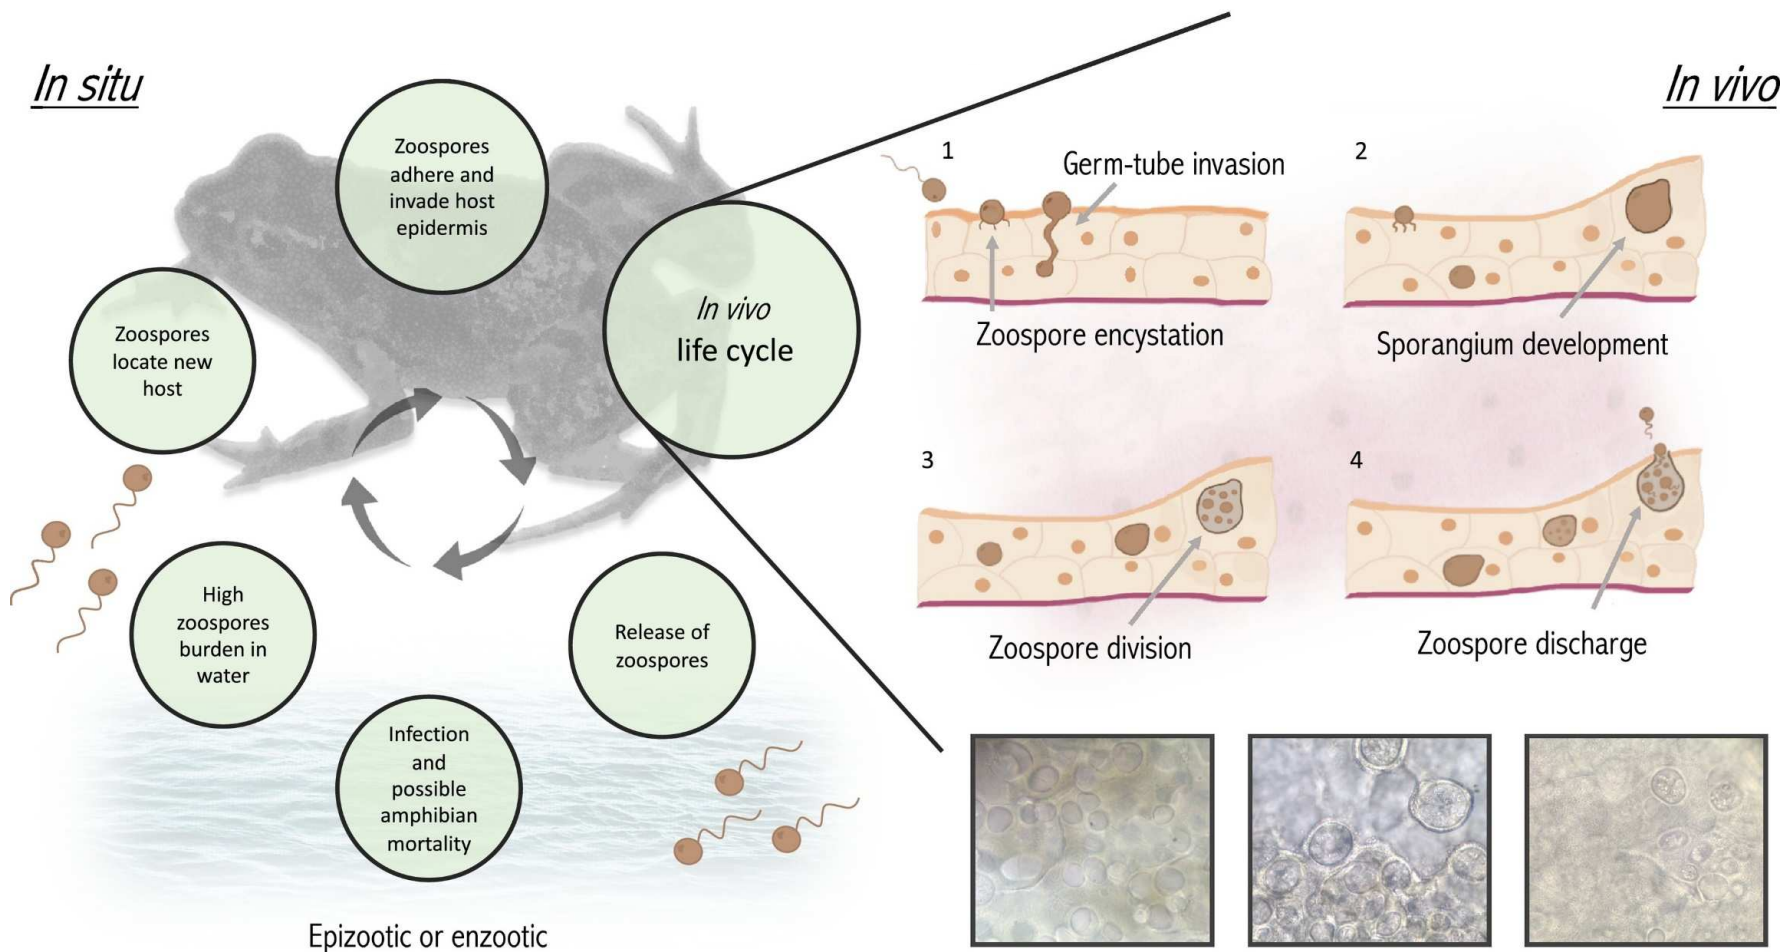 In situ
Zoospores
adhere and
invade host
epidermis
Zoospores
locate new
host
In vivo
life cycle
High
zoospores
burden in
water
Release of
zoospores
Infection
and
possible
amphibian
mortality
Epizootic or enzootic
In vivo
1
Germ-tube invasion
Zoospore encystation
2
Sporangium development
3
Zoospore division
4
Zoospore discharge